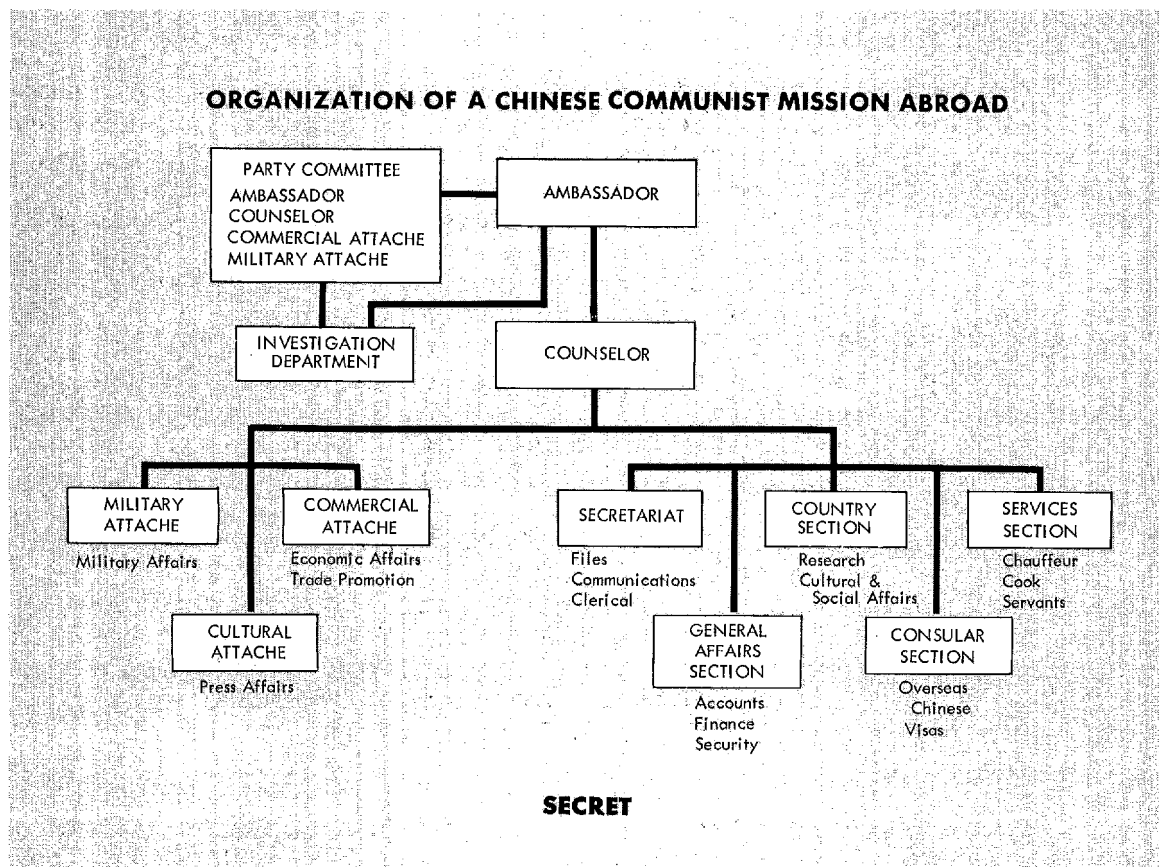 ORGANIZATION OF A CHINESE COMMUNIST MISSION ABROAD
PARTY COMMITTEE
AMBASSADOR
COUNSELOR
COMMERCIAL ATTACHE
MILITARY ATTACHE
AMBASSADOR
INVESTIGATION
DEPARTMENT
COUNSELOR
MILITARY
ATTACHE
Military Affairs
COMMERCIAL
ATTACHE
Economic Affairs
Trade Promotion
CULTURAL
ATTACHE
Press Affairs
SECRETARIAT
Files
Communications
Clerical
GENERAL
AFFAIRS
SECTION
Accounts
Finance
Security
COUNTRY
SECTION
Research
Cultural &
Social Affairs
CONSULAR
SECTION
Overseas
Chinese
Visas
SERVICES
SECTION
Chauffeur
Cook
Servants
SECRET